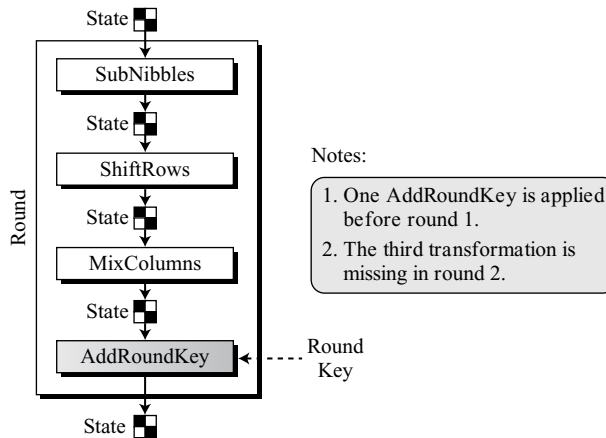 State
SubNibbles
State
ShiftRows
State
MixColumns
State
AddRoundKey
State
Round
Round
Key
Notes:
1. One AddRoundKey is applied
before round 1.
2. The third transformation is
missing in round 2.